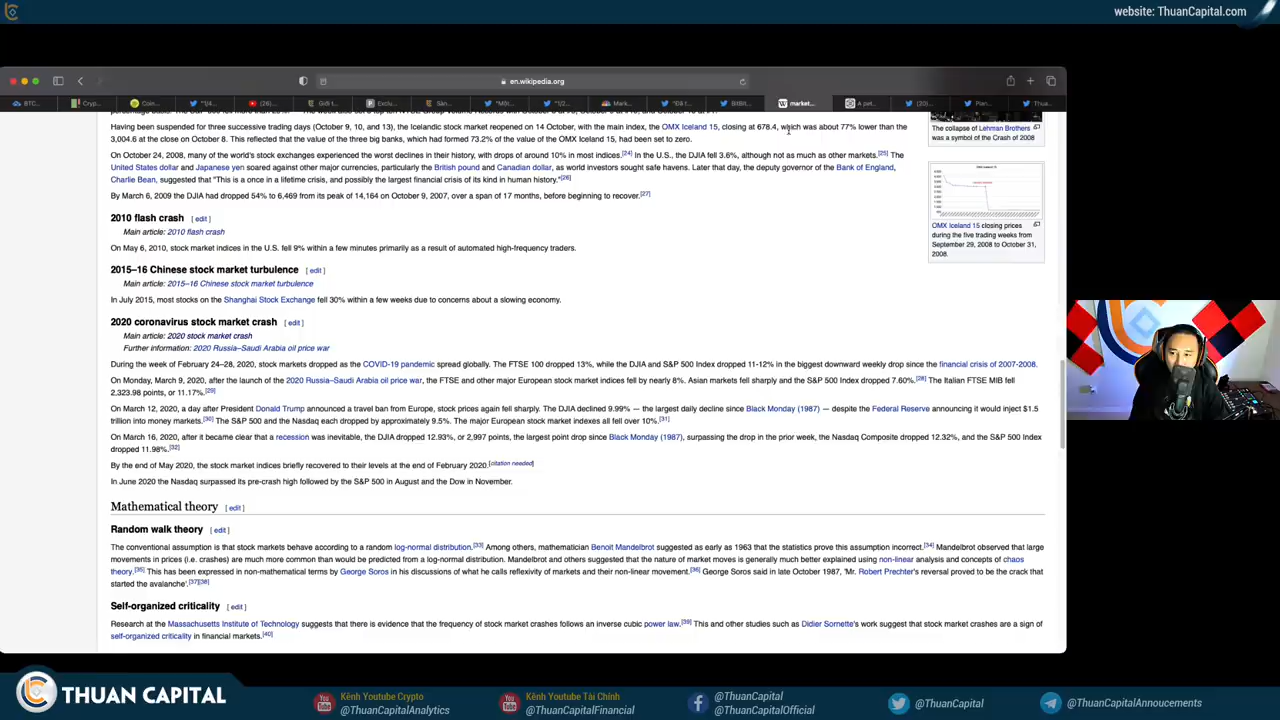 website: ThuanCapital.com
en.wikipedia.org
BTC...
Cryp...
Coin...
"1/4...
(26)...
Giới t...
Exclu...
Sàn...
"Một...
"1/2...
Mark...
"Đã t...
BitBit...
market...
A pet...
(20)...
Plan...
Thua...
Having been suspended for three successive trading days (October 9, 10, and 13), the Icelandic stock market reopened on 14 October, with the main index, the OMX Iceland 15, closing at 678.4, which was about 77% lower than the
3,004.6 at the close on October 8. This reflected that the value of the three big banks, which had formed 73.2% of the value of the OMX Iceland 15, had been set to zero.
On October 24, 2008, many of the world's stock exchanges experienced the worst declines in their history, with drops of around 10% in most indices.[24] In the U.S., the DJIA fell 3.6%, although not as much as other markets.[25] The
United States dollar and Japanese yen soared against other major currencies, particularly the British pound and Canadian dollar, as world investors sought safe havens. Later that day, the deputy governor of the Bank of England,
Charlie Bean, suggested that "This is a once in a lifetime crisis, and possibly the largest financial crisis of its kind in human history."[26]
By March 6, 2009 the DJIA had dropped 54% to 6,469 from its peak of 14,164 on October 9, 2007, over a span of 17 months, before beginning to recover.[27]
The collapse of Lehman Brothers
was a symbol of the Crash of 2008
OMX Iceland 15 closing prices
during the five trading weeks from
September 29, 2008 to October 31,
2008.
2010 flash crash [ edit ]
Main article: 2010 flash crash
On May 6, 2010, stock market indices in the U.S. fell 9% within a few minutes primarily as a result of automated high-frequency traders.
2015–16 Chinese stock market turbulence [ edit ]
Main article: 2015–16 Chinese stock market turbulence
In July 2015, most stocks on the Shanghai Stock Exchange fell 30% within a few weeks due to concerns about a slowing economy.
2020 coronavirus stock market crash [ edit ]
Main article: 2020 stock market crash
Further information: 2020 Russia–Saudi Arabia oil price war
During the week of February 24–28, 2020, stock markets dropped as the COVID-19 pandemic spread globally. The FTSE 100 dropped 13%, while the DJIA and S&P 500 Index dropped 11-12% in the biggest downward weekly drop since the financial crisis of 2007-2008.
On Monday, March 9, 2020, after the launch of the 2020 Russia–Saudi Arabia oil price war, the FTSE and other major European stock market indices fell by nearly 8%. Asian markets fell sharply and the S&P 500 Index dropped 7.60%.[28] The Italian FTSE MIB fell
2,323.98 points, or 11.17%.[29]
On March 12, 2020, a day after President Donald Trump announced a travel ban from Europe, stock prices again fell sharply. The DJIA declined 9.99% — the largest daily decline since Black Monday (1987) — despite the Federal Reserve announcing it would inject $1.5
trillion into money markets.[30] The S&P 500 and the Nasdaq each dropped by approximately 9.5%. The major European stock market indexes all fell over 10%.[31]
On March 16, 2020, after it became clear that a recession was inevitable, the DJIA dropped 12.93%, or 2,997 points, the largest point drop since Black Monday (1987), surpassing the drop in the prior week, the Nasdaq Composite dropped 12.32%, and the S&P 500 Index
dropped 11.98%.[32]
By the end of May 2020, the stock market indices briefly recovered to their levels at the end of February 2020.[citation needed]
In June 2020 the Nasdaq surpassed its pre-crash high followed by the S&P 500 in August and the Dow in November.
Mathematical theory [ edit ]
Random walk theory [ edit ]
The conventional assumption is that stock markets behave according to a random log-normal distribution.[33] Among others, mathematician Benoit Mandelbrot suggested as early as 1963 that the statistics prove this assumption incorrect.[34] Mandelbrot observed that large
movements in prices (i.e. crashes) are much more common than would be predicted from a log-normal distribution. Mandelbrot and others suggested that the nature of market moves is generally much better explained using non-linear analysis and concepts of chaos
theory.[35] This has been expressed in non-mathematical terms by George Soros in his discussions of what he calls reflexivity of markets and their non-linear movement.[36] George Soros said in late October 1987, 'Mr. Robert Prechter's reversal proved to be the crack that
started the avalanche'.[37][38]
Self-organized criticality [ edit ]
Research at the Massachusetts Institute of Technology suggests that there is evidence that the frequency of stock market crashes follows an inverse cubic power law.[39] This and other studies such as Didier Sornette's work suggest that stock market crashes are a sign of
self-organized criticality in financial markets.[40]
THUAN CAPITAL
Kênh Youtube Crypto
@ThuanCapitalAnalytics
Kênh Youtube Tài Chính
@ThuanCapitalFinancial
@ThuanCapital
@ThuanCapitalOfficial
@ThuanCapital
@ThuanCapitalAnnoucements